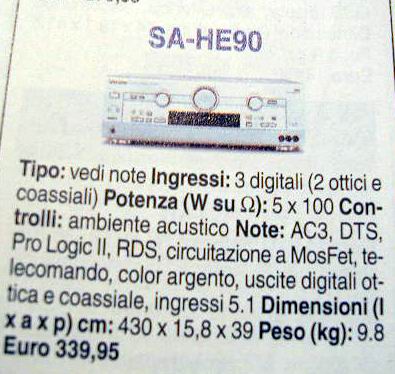 SA-HE90
Tipo: vedi note Ingressi: 3 digitali (2 ottici e
coassiali) Potenza (W su Ω): 5 x 100 Con-
trolli: ambiente acustico Note: AC3, DTS,
Pro Logic II, RDS, circuitazione a MosFet, te-
lecomando, color argento, uscite digitali ot-
tica e coassiale, ingressi 5.1 Dimensioni (l
x a x p) cm: 430 x 15,8 x 39 Peso (kg): 9.8
Euro 339,95